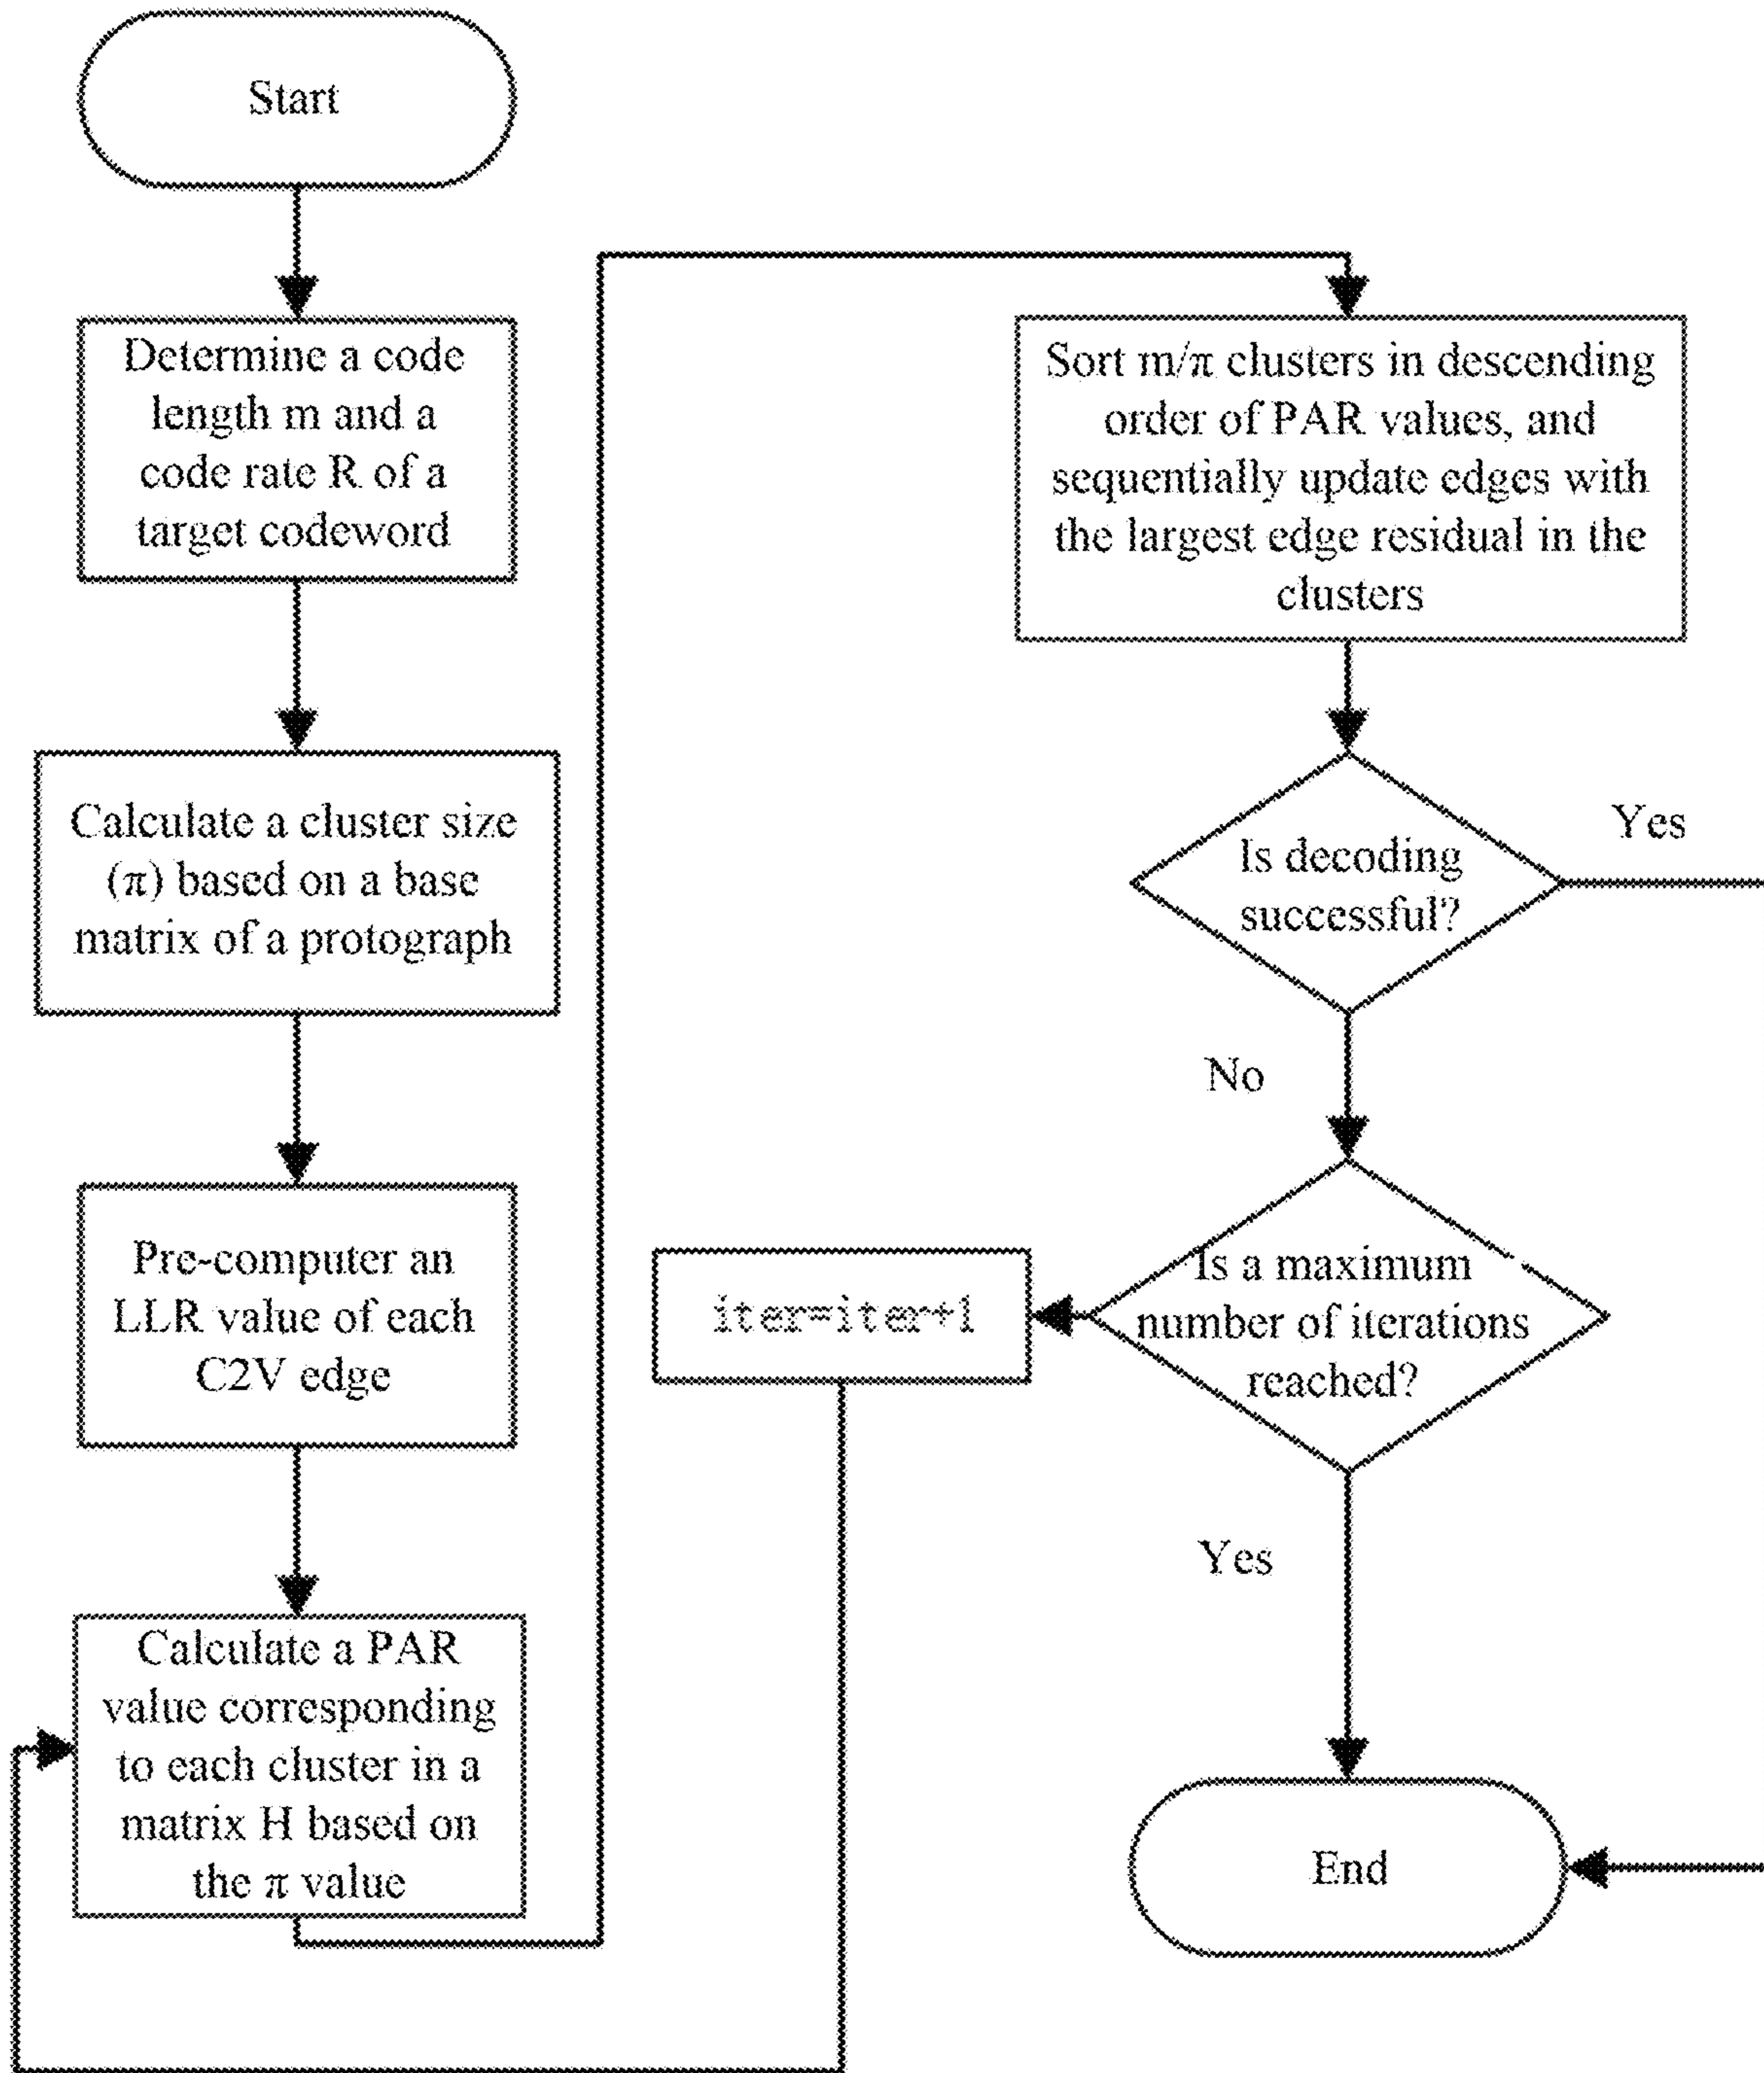 Start
Determine a code
length m and a
code rate R of a
target codeword
Calculate a cluster size
(π) based on a base
matrix of a protograph
Pre-computer an
LLR value of each
C2V edge
Calculate a PAR
value corresponding
to each cluster in a
matrix H based on
the π value
Sort m/π clusters in descending
order of PAR values, and
sequentially update edges with
the largest edge residual in the
clusters
Is decoding
successful?
Yes
No
Is a maximum
number of iterations
reached?
iter=iter+1
Yes
End